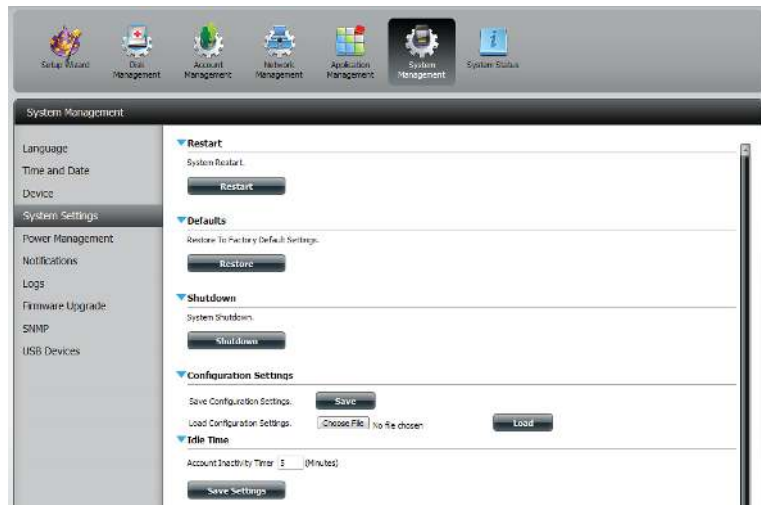 Setup Wizard
Disk Management
Account Management
Network Management
Application Management
System Management
System Status
System Management
Language
Time and Date
Device
System Settings
Power Management
Notifications
Logs
Firmware Upgrade
SNMP
USB Devices
Restart
System Restart.
Restart
Defaults
Restore To Factory Default Settings.
Restore
Shutdown
System Shutdown.
Shutdown
Configuration Settings
Save Configuration Settings. Save
Load Configuration Settings. Choose File No file chosen Load
Idle Time
Account Inactivity Timer 5 (Minutes)
Save Settings